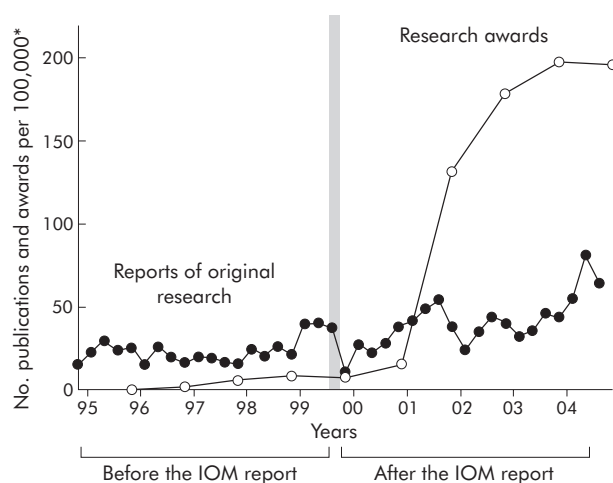 No. publications and awards per 100,000*
200
150
100
50
0
Research awards
Reports of original
research
95 96 97 98 99 00 01 02 03 04
Years
Before the IOM report After the IOM report